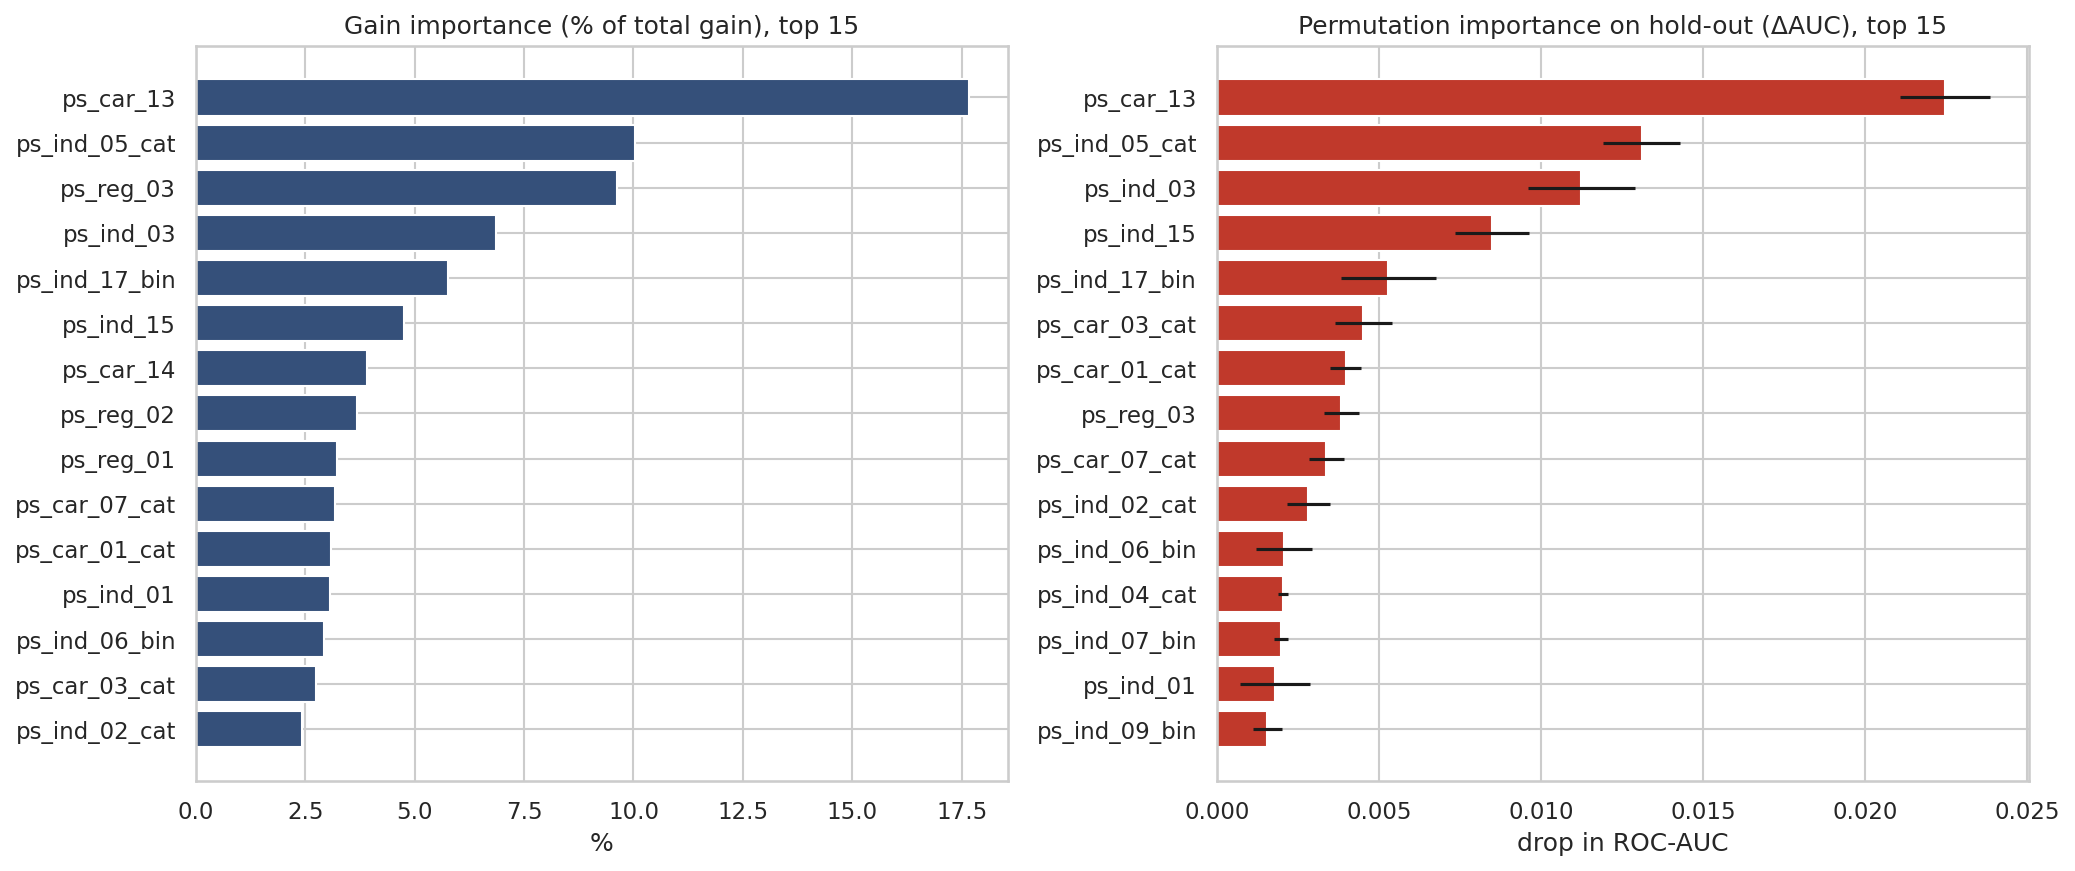 Gain importance (% of total gain), top 15
ps_car_13
ps_ind_05_cat
ps_reg_03
ps_ind_03
ps_ind_17_bin
ps_ind_15
ps_car_14
ps_reg_02
ps_reg_01
ps_car_07_cat
ps_car_01_cat
ps_ind_01
ps_ind_06_bin
ps_car_03_cat
ps_ind_02_cat
0.0 2.5 5.0 7.5 10.0 12.5 15.0 17.5
%
Permutation importance on hold-out (ΔAUC), top 15
ps_car_13
ps_ind_05_cat
ps_ind_03
ps_ind_15
ps_ind_17_bin
ps_car_03_cat
ps_car_01_cat
ps_reg_03
ps_car_07_cat
ps_ind_02_cat
ps_ind_06_bin
ps_ind_04_cat
ps_ind_07_bin
ps_ind_01
ps_ind_09_bin
0.000 0.005 0.010 0.015 0.020 0.025
drop in ROC-AUC